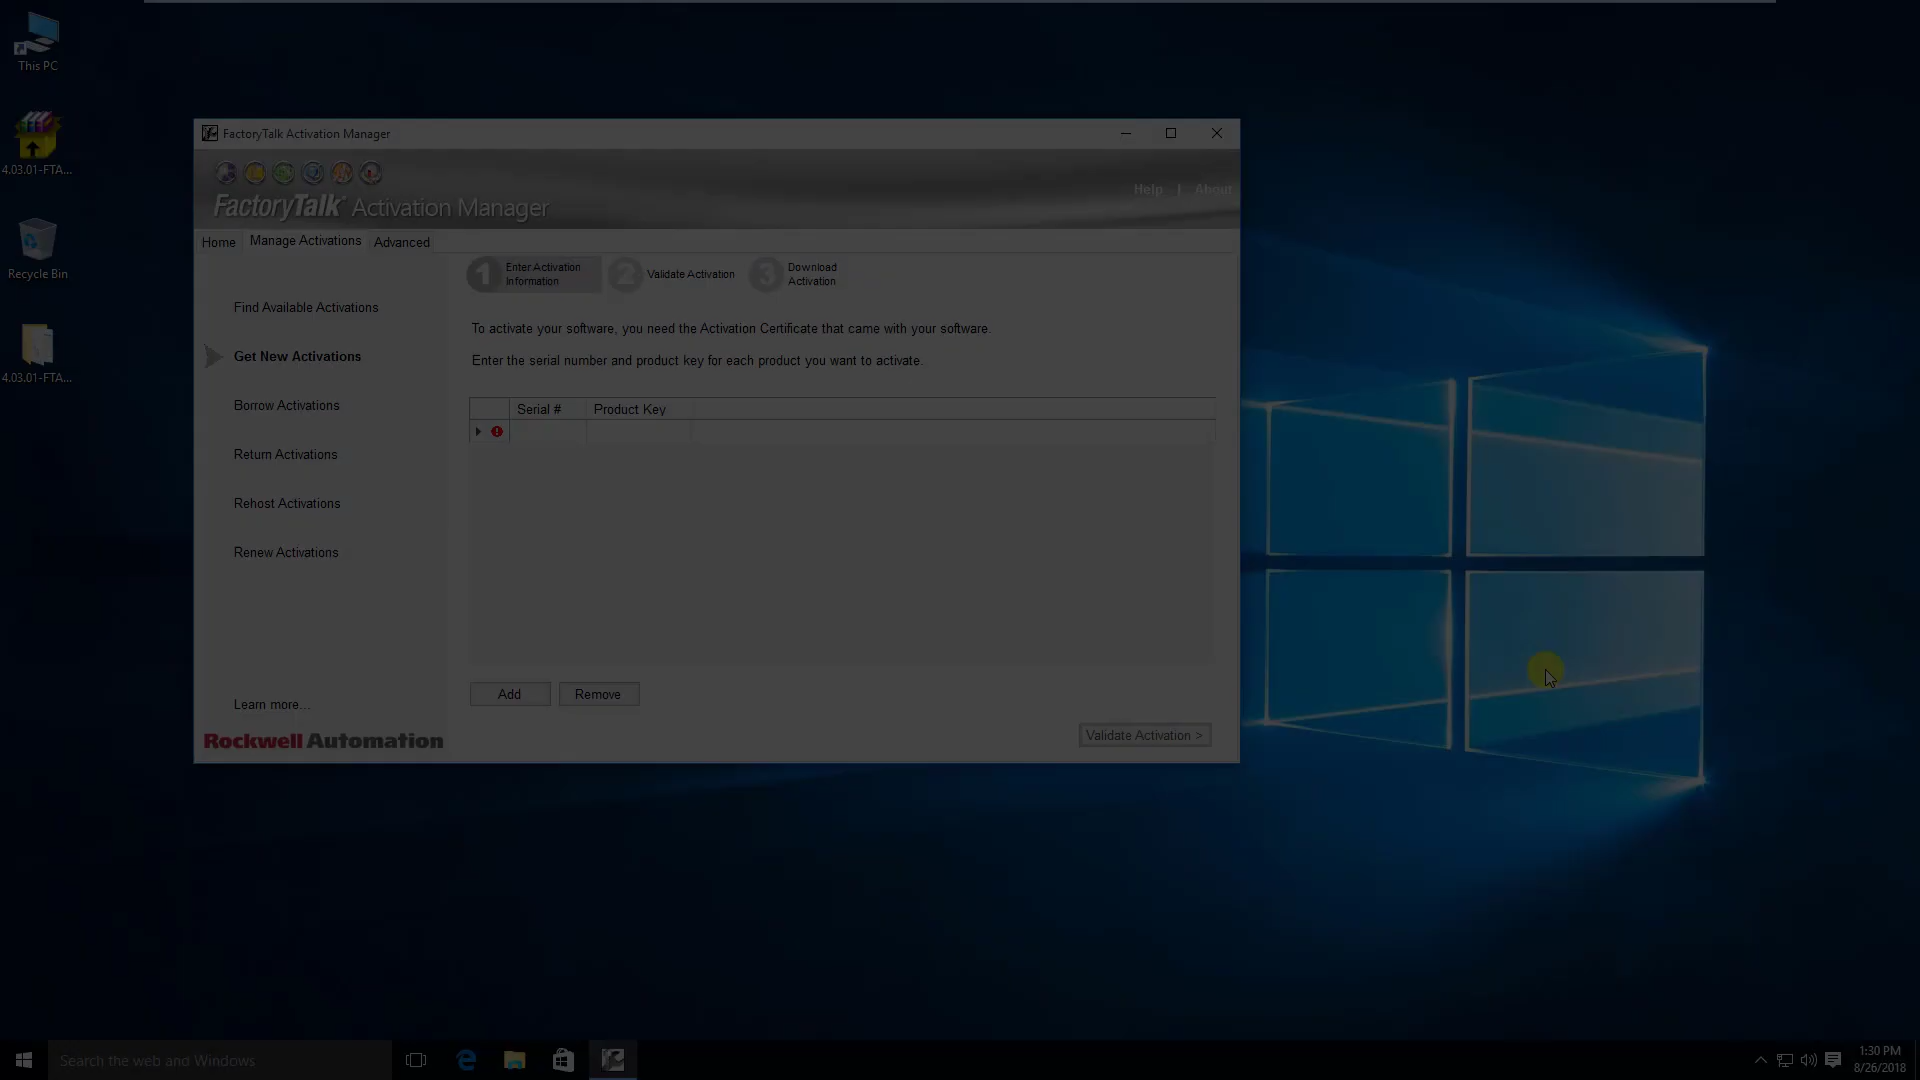 This PC
4.03.01-FTA...
Recycle Bin
4.03.01-FTA...
FactoryTalk Activation Manager
FactoryTalk Activation Manager
Help | About
Home Manage Activations Advanced
1 Enter Activation Information
2 Validate Activation
3 Download Activation
Find Available Activations
Get New Activations
Borrow Activations
Return Activations
Rehost Activations
Renew Activations
Learn more...
Rockwell Automation
To activate your software, you need the Activation Certificate that came with your software.
Enter the serial number and product key for each product you want to activate.
Serial # Product Key
Add Remove
Validate Activation >
Search the web and Windows
1:30 PM
8/26/2018